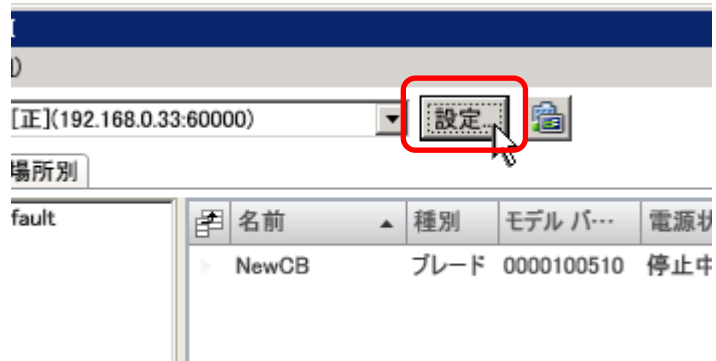 [正](192.168.0.33:60000)
設定...
場所別
fault
名前
種別
モデル バ…
電源状
NewCB
ブレード
0000100510
停止中